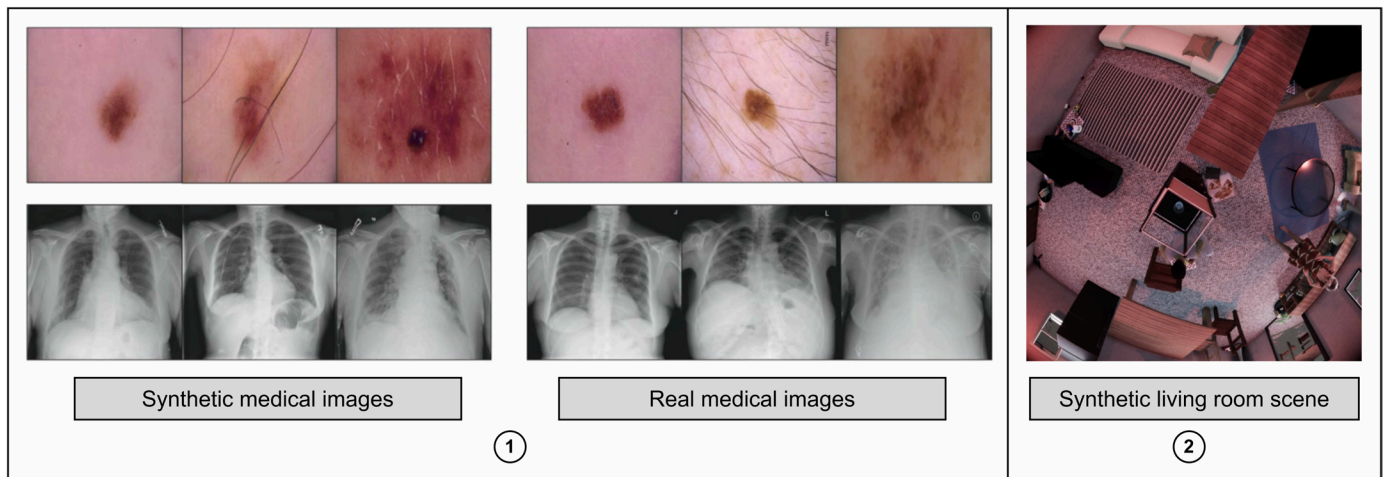 J
L
Synthetic medical images
Real medical images
Synthetic living room scene
1
2